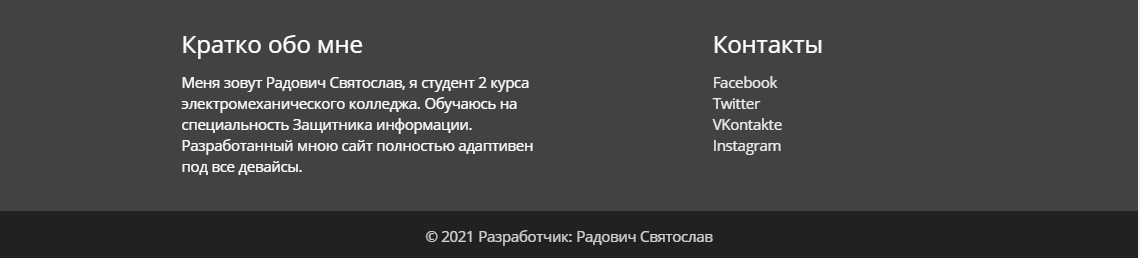 Кратко обо мне
Меня зовут Радович Святослав, я студент 2 курса
электромеханического колледжа. Обучаюсь на
специальность Защитника информации.
Разработанный мною сайт полностью адаптивен
под все девайсы.
Контакты
Facebook
Twitter
VKontakte
Instagram
© 2021 Разработчик: Радович Святослав